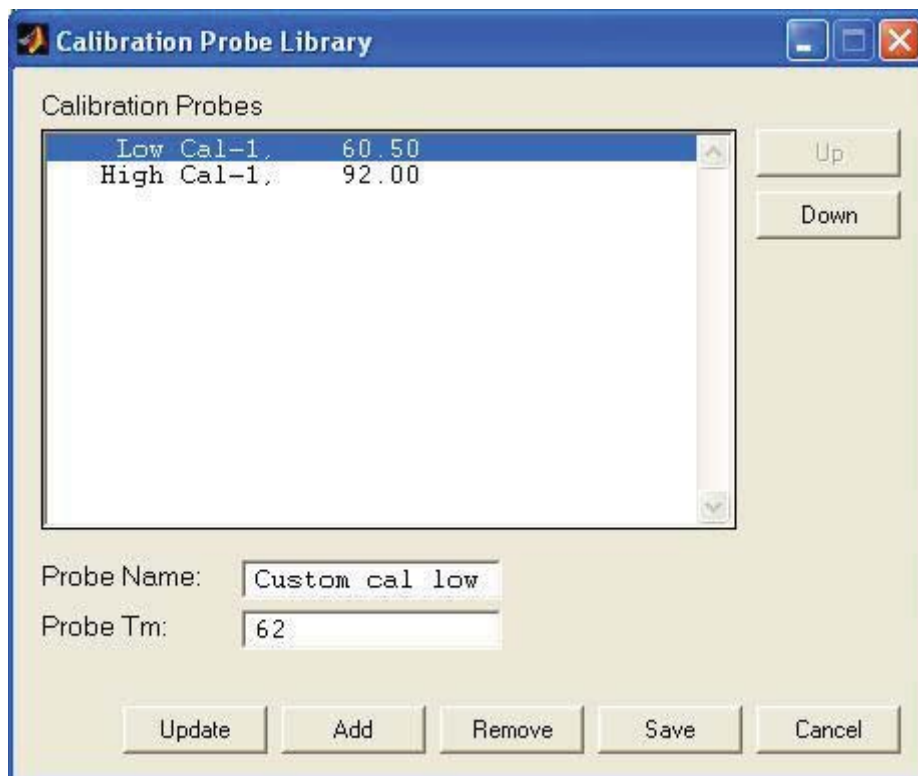 Calibration Probe Library
Calibration Probes
Low Cal-1, 60.50
High Cal-1, 92.00
Up
Down
Probe Name: Custom cal low
Probe Tm: 62
Update Add Remove Save Cancel